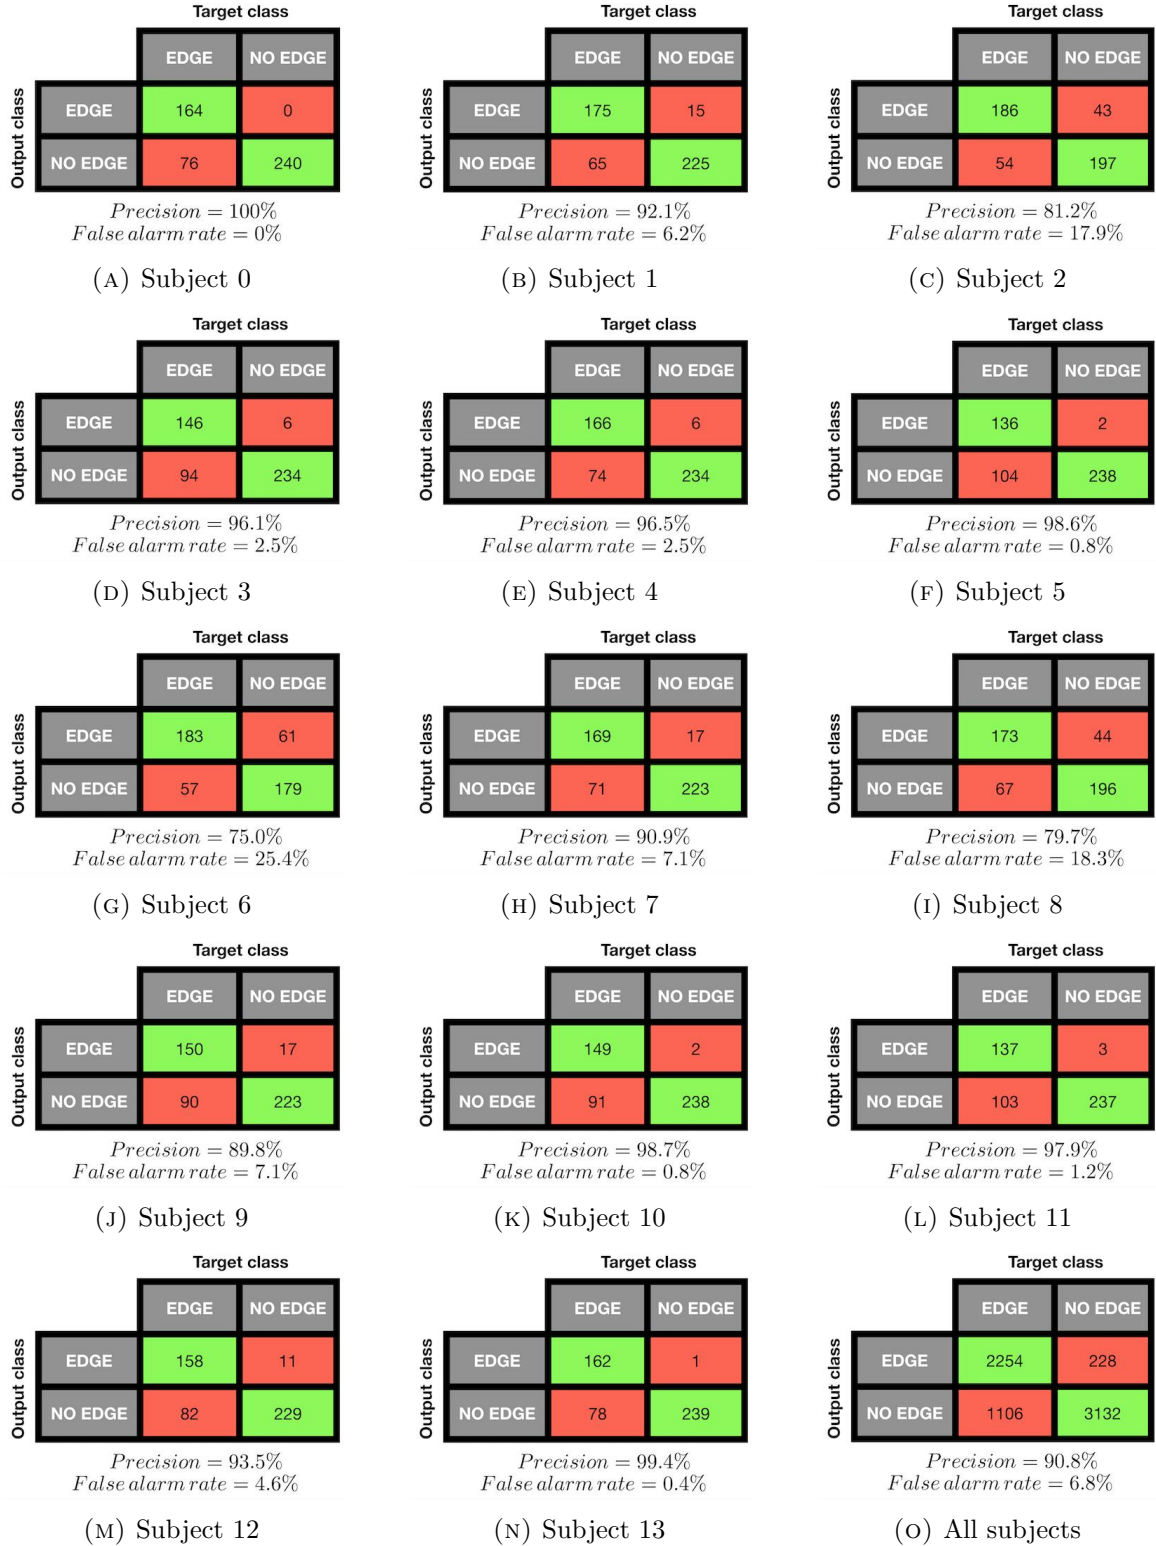 Target class
EDGE NO EDGE
Output class
EDGE 164 0
NO EDGE 76 240
Precision = 100%
False alarm rate = 0%
(A) Subject 0
Target class
EDGE NO EDGE
Output class
EDGE 175 15
NO EDGE 65 225
Precision = 92.1%
False alarm rate = 6.2%
(B) Subject 1
Target class
EDGE NO EDGE
Output class
EDGE 186 43
NO EDGE 54 197
Precision = 81.2%
False alarm rate = 17.9%
(C) Subject 2
Target class
EDGE NO EDGE
Output class
EDGE 146 6
NO EDGE 94 234
Precision = 96.1%
False alarm rate = 2.5%
(D) Subject 3
Target class
EDGE NO EDGE
Output class
EDGE 166 6
NO EDGE 74 234
Precision = 96.5%
False alarm rate = 2.5%
(E) Subject 4
Target class
EDGE NO EDGE
Output class
EDGE 136 2
NO EDGE 104 238
Precision = 98.6%
False alarm rate = 0.8%
(F) Subject 5
Target class
EDGE NO EDGE
Output class
EDGE 183 61
NO EDGE 57 179
Precision = 75.0%
False alarm rate = 25.4%
(G) Subject 6
Target class
EDGE NO EDGE
Output class
EDGE 169 17
NO EDGE 71 223
Precision = 90.9%
False alarm rate = 7.1%
(H) Subject 7
Target class
EDGE NO EDGE
Output class
EDGE 173 44
NO EDGE 67 196
Precision = 79.7%
False alarm rate = 18.3%
(I) Subject 8
Target class
EDGE NO EDGE
Output class
EDGE 150 17
NO EDGE 90 223
Precision = 89.8%
False alarm rate = 7.1%
(J) Subject 9
Target class
EDGE NO EDGE
Output class
EDGE 149 2
NO EDGE 91 238
Precision = 98.7%
False alarm rate = 0.8%
(K) Subject 10
Target class
EDGE NO EDGE
Output class
EDGE 137 3
NO EDGE 103 237
Precision = 97.9%
False alarm rate = 1.2%
(L) Subject 11
Target class
EDGE NO EDGE
Output class
EDGE 158 11
NO EDGE 82 229
Precision = 93.5%
False alarm rate = 4.6%
(M) Subject 12
Target class
EDGE NO EDGE
Output class
EDGE 162 1
NO EDGE 78 239
Precision = 99.4%
False alarm rate = 0.4%
(N) Subject 13
Target class
EDGE NO EDGE
Output class
EDGE 2254 228
NO EDGE 1106 3132
Precision = 90.8%
False alarm rate = 6.8%
(O) All subjects